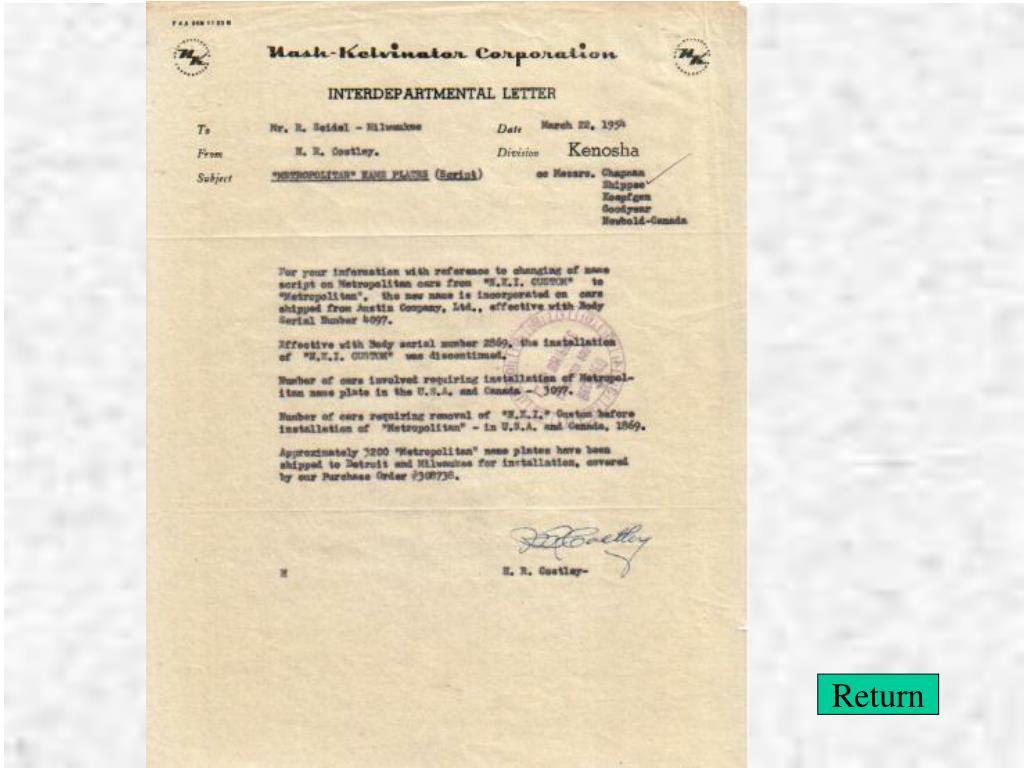 Nash-Kelvinator Corporation
INTERDEPARTMENTAL LETTER
To Mr. R. Seidel - Milwaukee Date March 22, 1954
From H. R. Costley. Division Kenosha
Subject "METROPOLITAN" NAME PLATES (Script) cc Messrs. Chapman
Shippee
Koepfgen
Goodyear
Newbold-Canada
For your information with reference to changing of name
script on Metropolitan cars from "N.K.I. CUSTOM" to
"Metropolitan", the new name is incorporated on cars
shipped from Austin Company, Ltd., effective with Body
Serial Number 4097.
Effective with Body serial number 2869, the installation
of "N.K.I. CUSTOM" was discontinued.
Number of cars involved requiring installation of Metropol-
itan name plate in the U.S.A. and Canada - 3097.
Number of cars requiring removal of "N.K.I." Custom before
installation of "Metropolitan" - in U.S.A. and Canada, 1869.
Approximately 3200 "Metropolitan" name plates have been
shipped to Detroit and Milwaukee for installation, covered
by our Purchase Order #308738.
H. R. Costley
H H. R. Costley-
Return